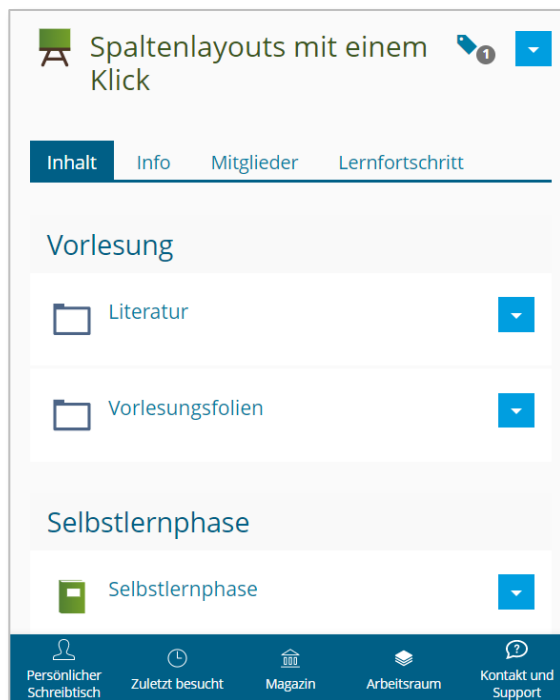 Spaltenlayouts mit einem
Klick
1
Inhalt Info Mitglieder Lernfortschritt
Vorlesung
Literatur
Vorlesungsfolien
Selbstlernphase
Selbstlernphase
Persönlicher
Schreibtisch
Zuletzt besucht
Magazin
Arbeitsraum
Kontakt und
Support